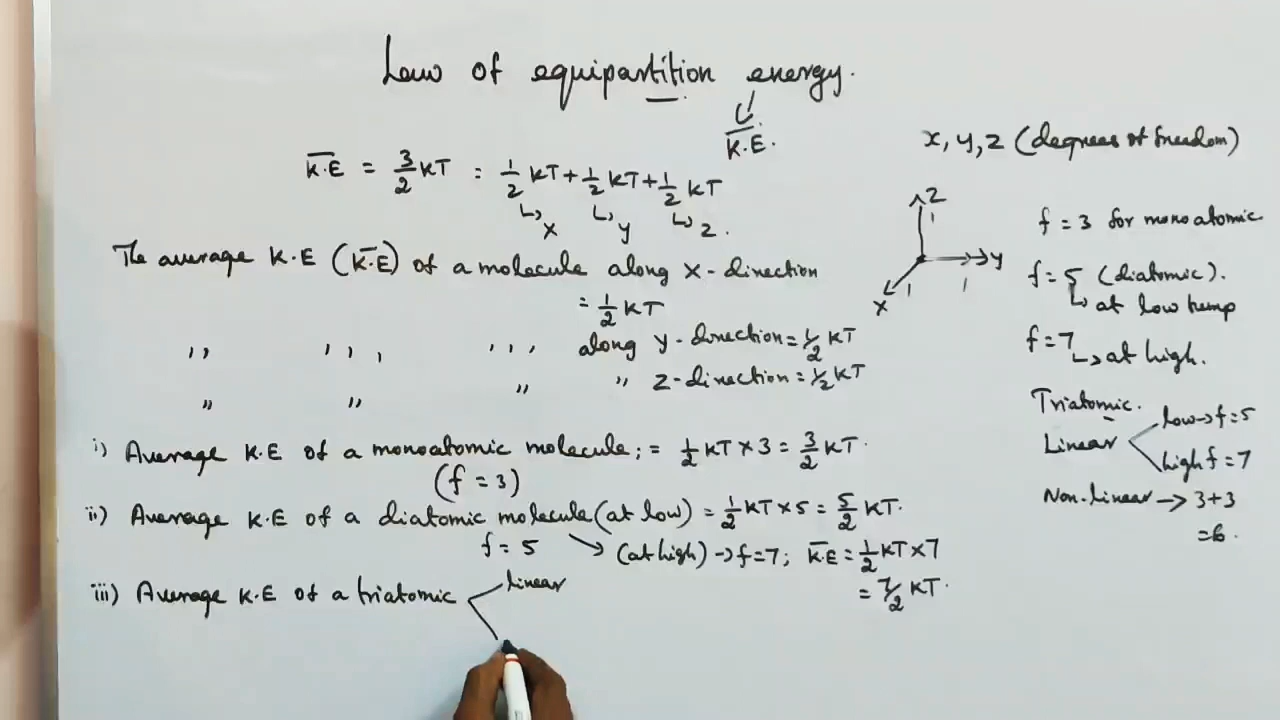 Law of equipartition energy.
K.E.
K.E = 3/2 KT = 1/2 KT + 1/2 KT + 1/2 KT
↳ x ↳ y ↳ z.
The average K.E (K.E) of a molecule along x-direction
= 1/2 KT
,, ,,, ,,, along y-direction = 1/2 KT
,, ,, ,, ,, z-direction = 1/2 KT
i) Average K.E of a monoatomic molecule; = 1/2 KT × 3 = 3/2 KT.
(f = 3)
ii) Average K.E of a diatomic molecule (at low) = 1/2 KT × 5 = 5/2 KT.
f = 5 → (at high) → f = 7; K.E = 1/2 KT × 7
= 7/2 KT.
iii) Average K.E of a triatomic linear
x, y, z (degrees of freedom)
z
y
x
1
1
1
f = 3 for monoatomic
f = 5 (diatomic).
↳ at low temp
f = 7
↳ at high.
Triatomic.
Linear low → f = 5
high f = 7
Non-linear → 3+3
= 6.